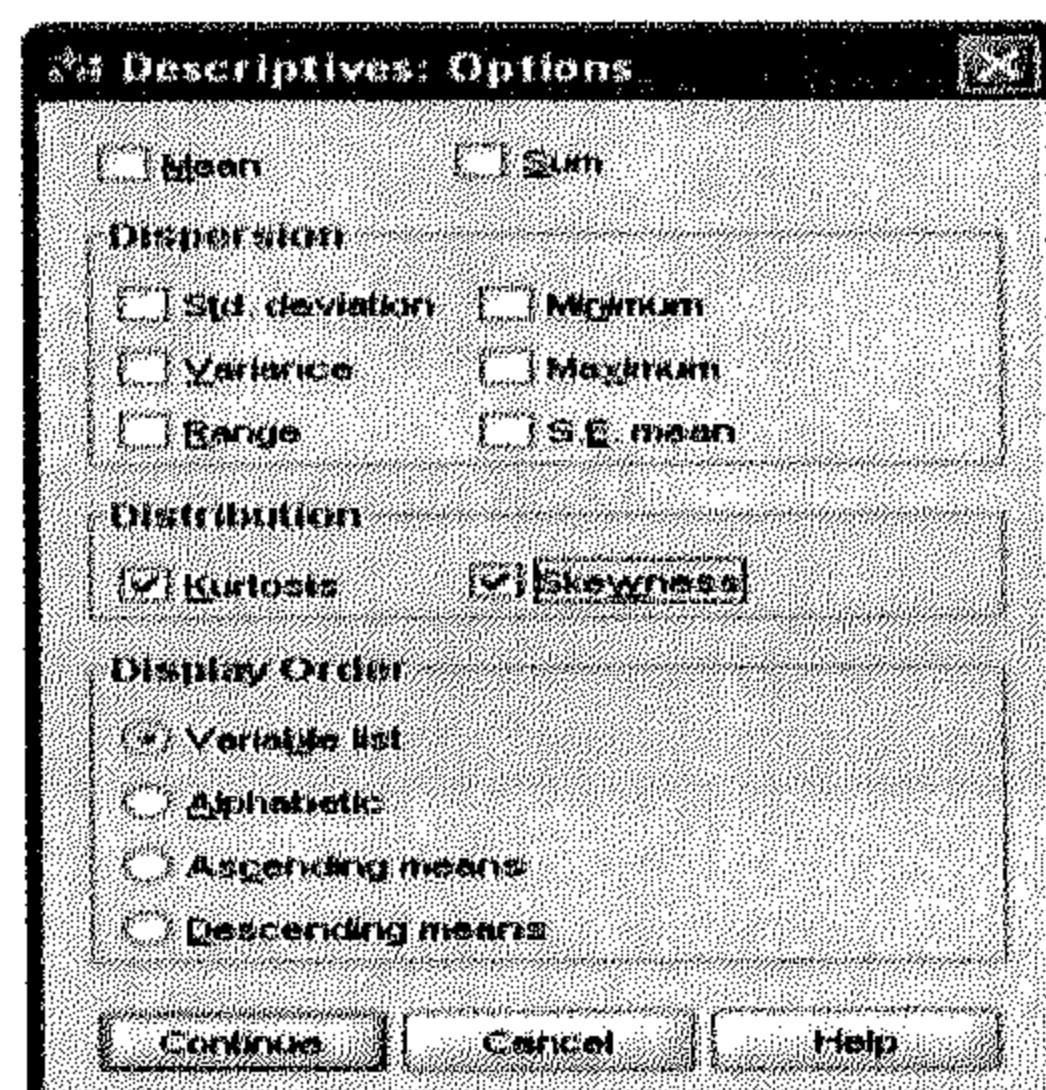 Descriptives: Options
Mean Sum
Dispersion
Std. deviation Minimum
Variance Maximum
Range S.E. mean
Distribution
Kurtosis Skewness
Display Order
Variable list
Alphabetic
Ascending means
Descending means
Continue Cancel Help